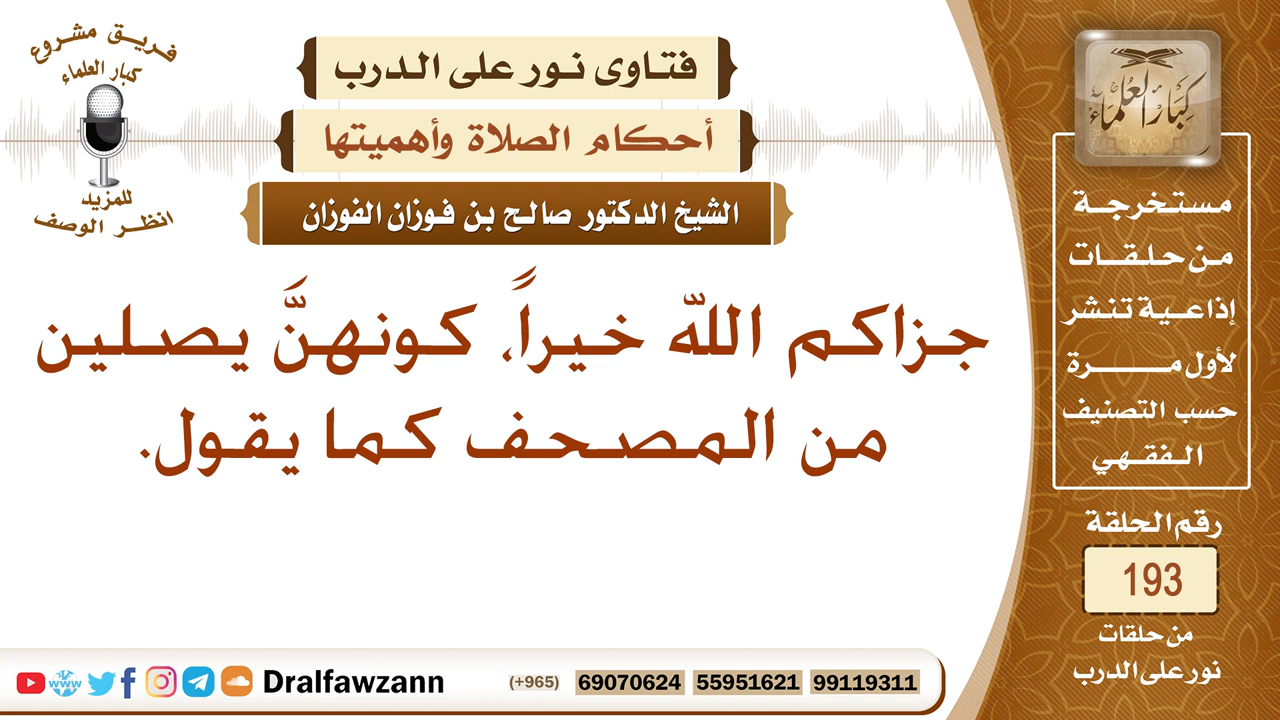 فريق مشروع
كبار العلماء
للمزيد
انظر الوصف
فتاوى نور على الدرب
أحكام الصلاة وأهميتها
الشيخ الدكتور صالح بن فوزان الفوزان
جزاكم الله خيراً، كونهنَّ يصلين
من المصحف كما يقول.
كبار العلماء
مستخرجة
من حلقات
إذاعية تنشر
لأول مرة
حسب التصنيف
الفقهي
رقم الحلقة
193
من حلقات
نور على الدرب
www Dralfawzann (+965) 69070624 55951621 99119311